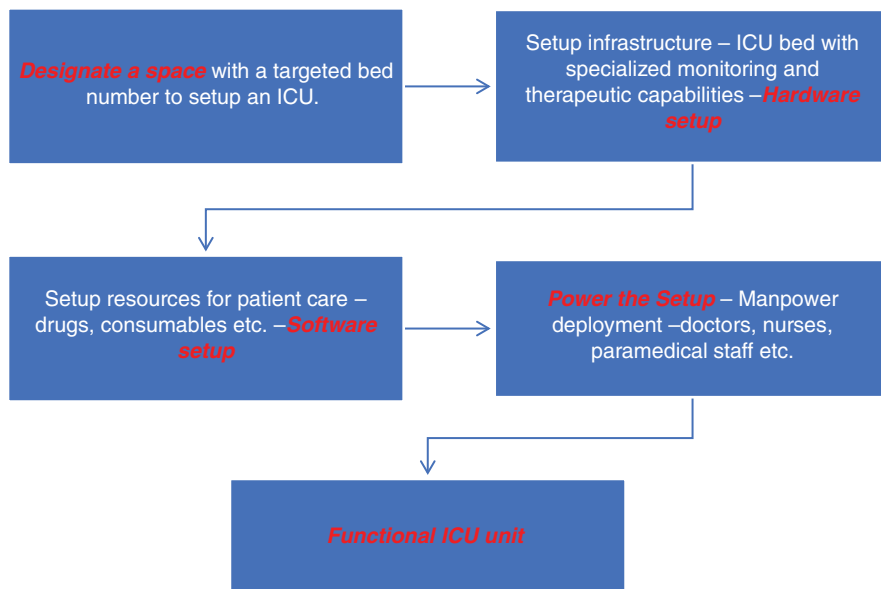 Designate a space with a targeted bed
number to setup an ICU.
Setup infrastructure – ICU bed with
specialized monitoring and
therapeutic capabilities –Hardware
setup
Setup resources for patient care –
drugs, consumables etc. –Software
setup
Power the Setup – Manpower
deployment –doctors, nurses,
paramedical staff etc.
Functional ICU unit